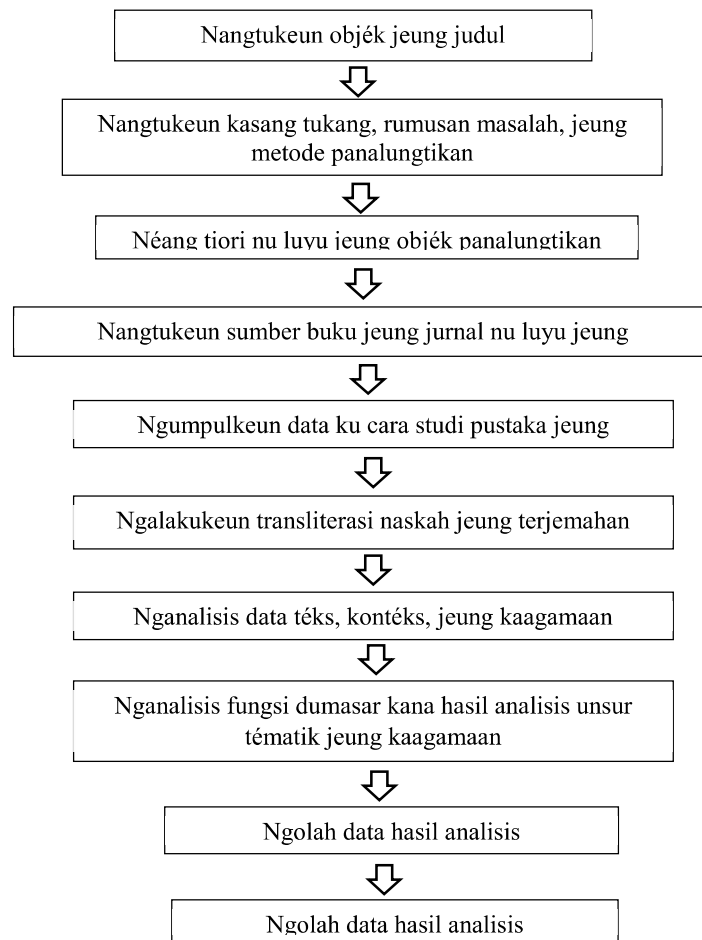 Nangtukeun objék jeung judul
Nangtukeun kasang tukang, rumusan masalah, jeung
metode panalungtikan
Néang tiori nu luyu jeung objék panalungtikan
Nangtukeun sumber buku jeung jurnal nu luyu jeung
Ngumpulkeun data ku cara studi pustaka jeung
Ngalakukeun transliterasi naskah jeung terjemahan
Nganalisis data téks, kontéks, jeung kaagamaan
Nganalisis fungsi dumasar kana hasil analisis unsur
tématik jeung kaagamaan
Ngolah data hasil analisis
Ngolah data hasil analisis